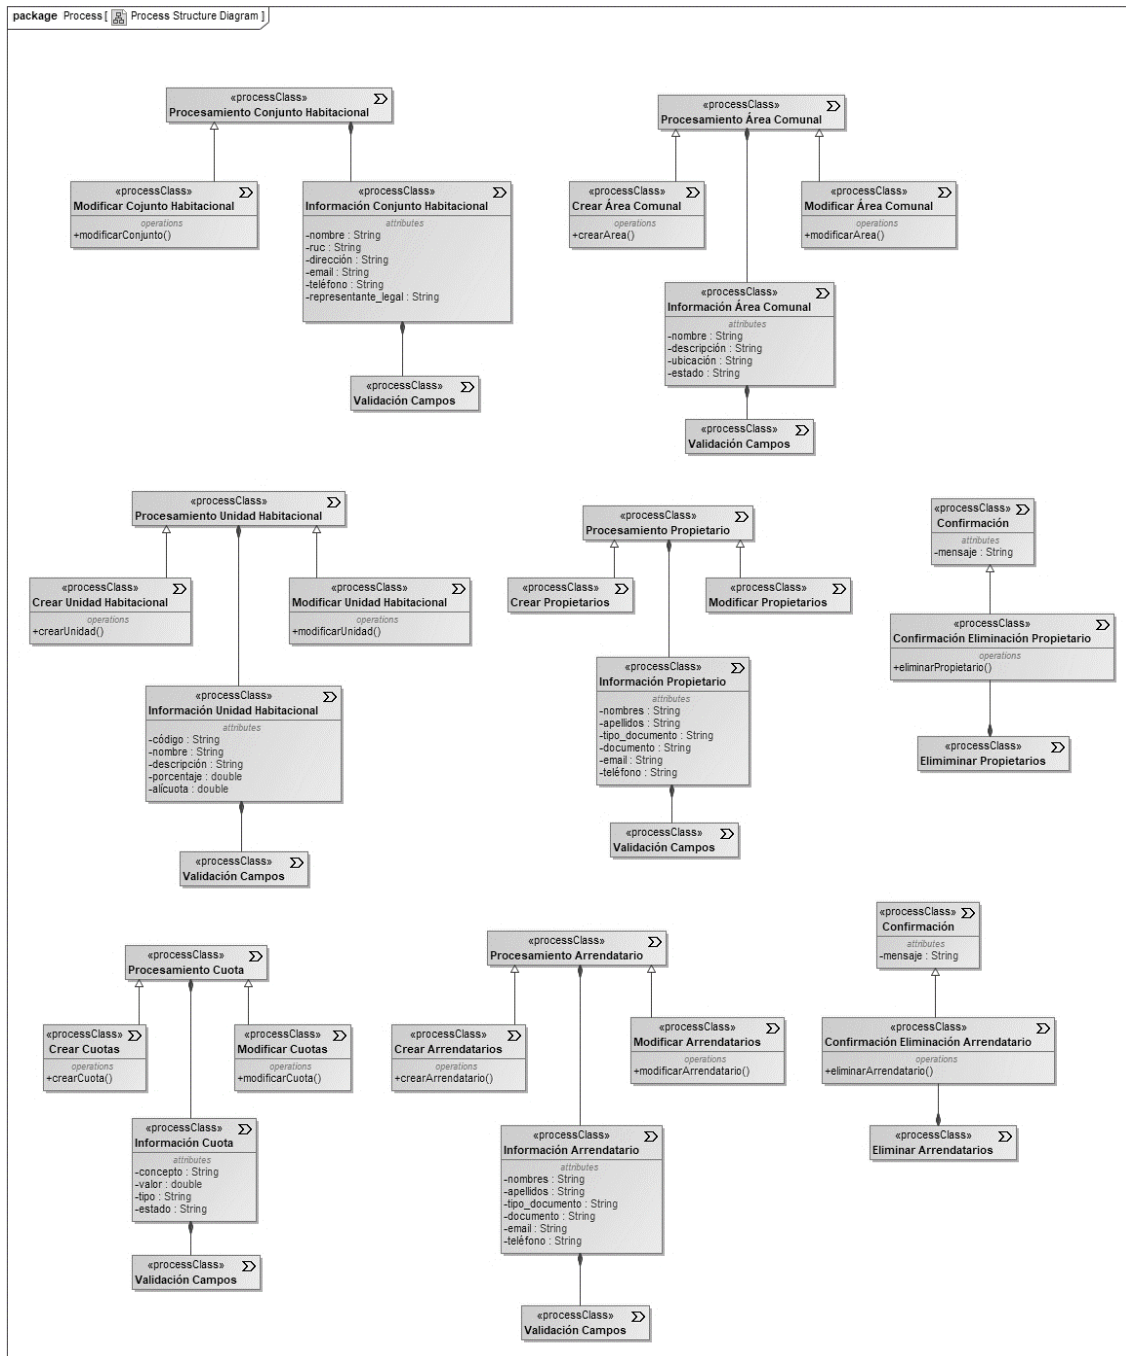 package Process [ Process Structure Diagram ]
«processClass»
Procesamiento Conjunto Habitacional
«processClass»
Modificar Cojunto Habitacional
operations
+modificarConjunto()
«processClass»
Información Conjunto Habitacional
attributes
-nombre : String
-ruc : String
-dirección : String
-email : String
-teléfono : String
-representante_legal : String
«processClass»
Validación Campos
«processClass»
Procesamiento Área Comunal
«processClass»
Crear Área Comunal
operations
+crearArea()
«processClass»
Modificar Área Comunal
operations
+modificarArea()
«processClass»
Información Área Comunal
attributes
-nombre : String
-descripción : String
-ubicación : String
-estado : String
«processClass»
Validación Campos
«processClass»
Procesamiento Unidad Habitacional
«processClass»
Crear Unidad Habitacional
operations
+crearUnidad()
«processClass»
Modificar Unidad Habitacional
operations
+modificarUnidad()
«processClass»
Información Unidad Habitacional
attributes
-código : String
-nombre : String
-descripción : String
-porcentaje : double
-alícuota : double
«processClass»
Validación Campos
«processClass»
Procesamiento Propietario
«processClass»
Crear Propietarios
«processClass»
Modificar Propietarios
«processClass»
Información Propietario
attributes
-nombres : String
-apellidos : String
-tipo_documento : String
-documento : String
-email : String
-teléfono : String
«processClass»
Validación Campos
«processClass»
Confirmación
attributes
-mensaje : String
«processClass»
Confirmación Eliminación Propietario
operations
+eliminarPropietario()
«processClass»
Elimiminar Propietarios
«processClass»
Procesamiento Cuota
«processClass»
Crear Cuotas
operations
+crearCuota()
«processClass»
Modificar Cuotas
operations
+modificarCuota()
«processClass»
Información Cuota
attributes
-concepto : String
-valor : double
-tipo : String
-estado : String
«processClass»
Validación Campos
«processClass»
Procesamiento Arrendatario
«processClass»
Crear Arrendatarios
operations
+crearArrendatario()
«processClass»
Modificar Arrendatarios
operations
+modificarArrendatario()
«processClass»
Información Arrendatario
attributes
-nombres : String
-apellidos : String
-tipo_documento : String
-documento : String
-email : String
-teléfono : String
«processClass»
Validación Campos
«processClass»
Confirmación
attributes
-mensaje : String
«processClass»
Confirmación Eliminación Arrendatario
operations
+eliminarArrendatario()
«processClass»
Eliminar Arrendatarios